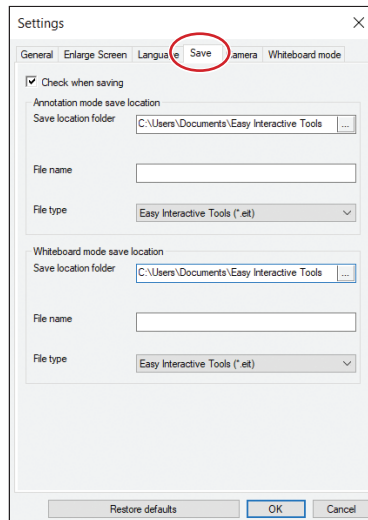 Settings
General Enlarge Screen Language Save Camera Whiteboard mode
Check when saving
Annotation mode save location
Save location folder C:\Users\Documents\Easy Interactive Tools ...
File name
File type Easy Interactive Tools (*.eit)
Whiteboard mode save location
Save location folder C:\Users\Documents\Easy Interactive Tools ...
File name
File type Easy Interactive Tools (*.eit)
Restore defaults OK Cancel